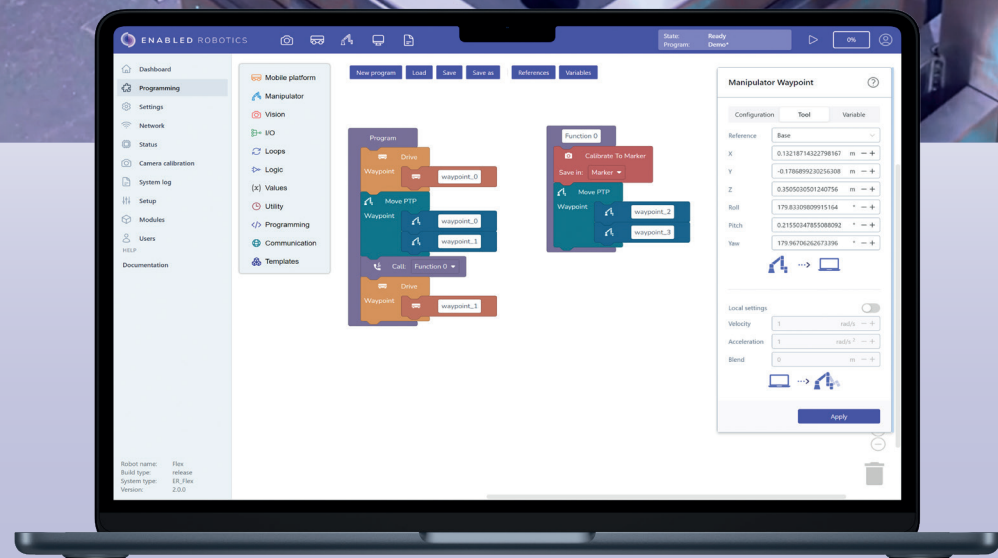 ENABLED ROBOTICS
State: Ready
Program: Demo*
0%
Dashboard
Programming
Settings
Network
Status
Camera calibration
System log
Setup
Modules
Users
HELP
Documentation
Robot name: Flex
Build type: release
System type: ER_Flex
Version: 2.0.0
Mobile platform
Manipulator
Vision
I/O
Loops
Logic
(x) Values
Utility
</> Programming
Communication
Templates
New program Load Save Save as References Variables
Program
Drive
Waypoint waypoint_0
Move PTP
Waypoint waypoint_0
waypoint_1
Call: Function 0
Drive
Waypoint waypoint_1
Function 0
Calibrate To Marker
Save in: Marker
Move PTP
Waypoint waypoint_2
waypoint_3
Manipulator Waypoint ?
Configuration Tool Variable
Reference Base
X 0.13218714322798167 m − +
Y -0.1786899230256308 m − +
Z 0.3505030501240756 m − +
Roll 179.83309809915164 ° − +
Pitch 0.21550347855088092 ° − +
Yaw 179.96706262673396 ° − +
Local settings
Velocity 1 rad/s − +
Acceleration 1 rad/s² − +
Blend 0 m − +
Apply